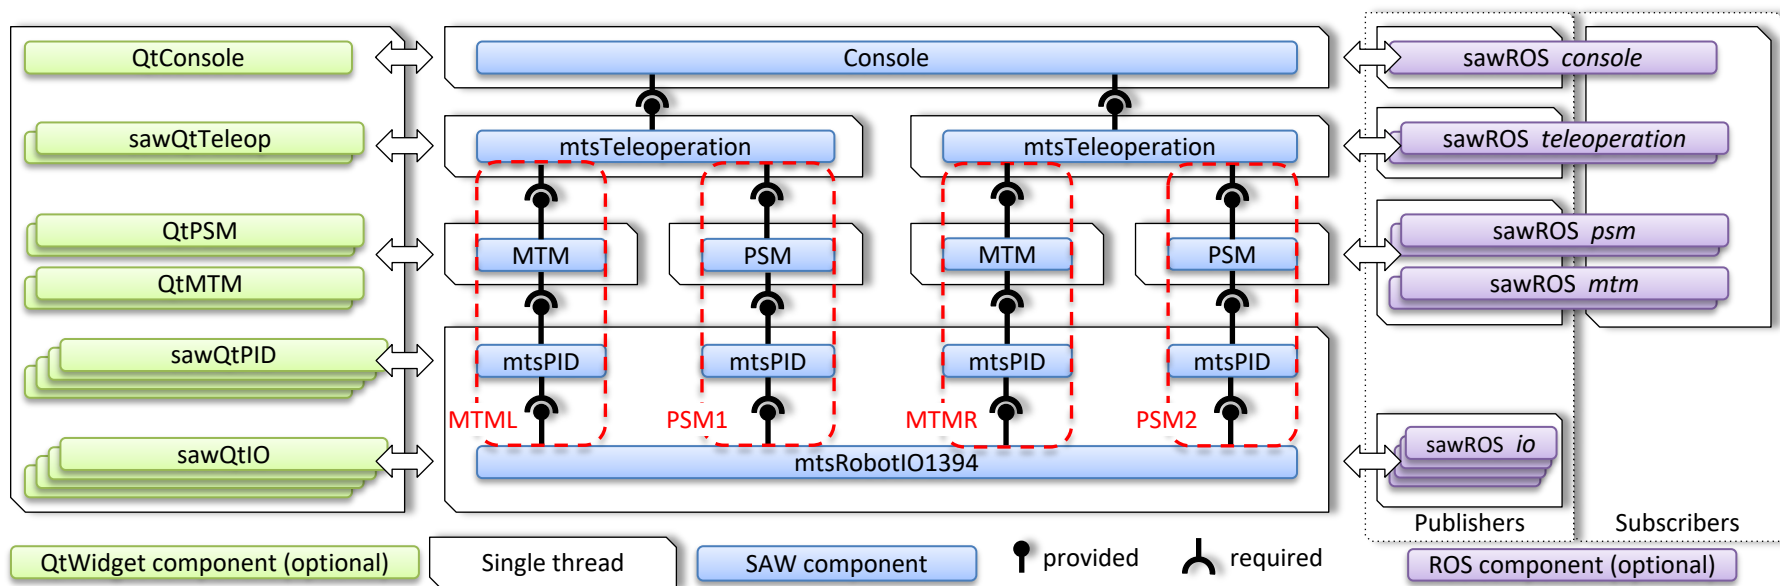 QtConsole
Console
sawROS console
sawQtTeleop
mtsTeleoperation
mtsTeleoperation
sawROS teleoperation
QtPSM
MTM
PSM
MTM
PSM
sawROS psm
QtMTM
sawROS mtm
sawQtPID
mtsPID
mtsPID
mtsPID
mtsPID
MTML
PSM1
MTMR
PSM2
sawQtIO
mtsRobotIO1394
sawROS io
Publishers
Subscribers
QtWidget component (optional)
Single thread
SAW component
provided
required
ROS component (optional)